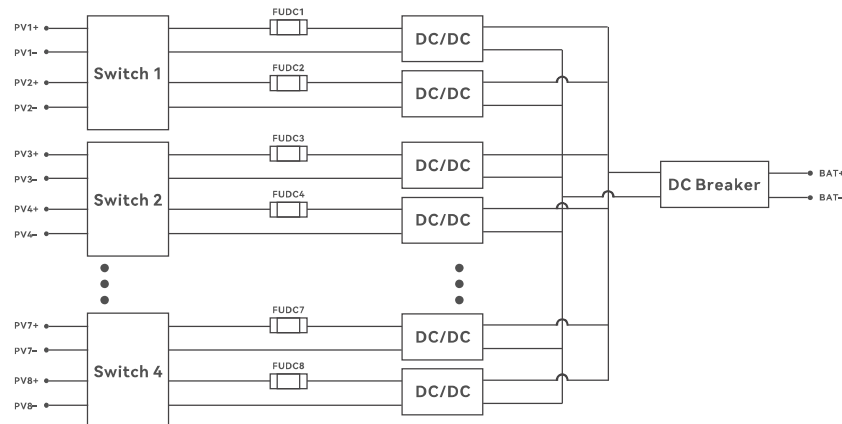 FUDC1
PV1+
DC/DC
PV1-
Switch 1
FUDC2
PV2+
DC/DC
PV2-
FUDC3
PV3+
DC/DC
PV3-
Switch 2
DC Breaker
BAT+
BAT-
FUDC4
PV4+
DC/DC
PV4-
FUDC7
PV7+
DC/DC
PV7-
Switch 4
FUDC8
PV8+
DC/DC
PV8-